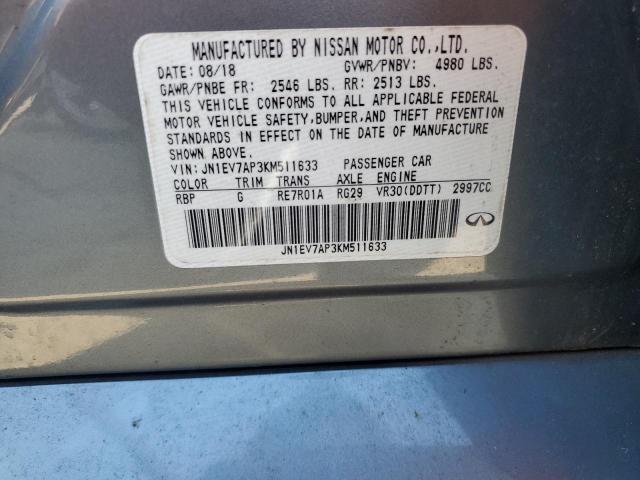 MANUFACTURED BY NISSAN MOTOR CO.,LTD.
DATE: 08/18 GVWR/PNBV: 4980 LBS.
GAWR/PNBE FR: 2546 LBS. RR: 2513 LBS.
THIS VEHICLE CONFORMS TO ALL APPLICABLE FEDERAL
MOTOR VEHICLE SAFETY,BUMPER,AND THEFT PREVENTION
STANDARDS IN EFFECT ON THE DATE OF MANUFACTURE
SHOWN ABOVE.
VIN: JN1EV7AP3KM511633 PASSENGER CAR
COLOR TRIM TRANS AXLE ENGINE
RBP G RE7R01A RG29 VR30(DDTT) 2997CC
JN1EV7AP3KM511633